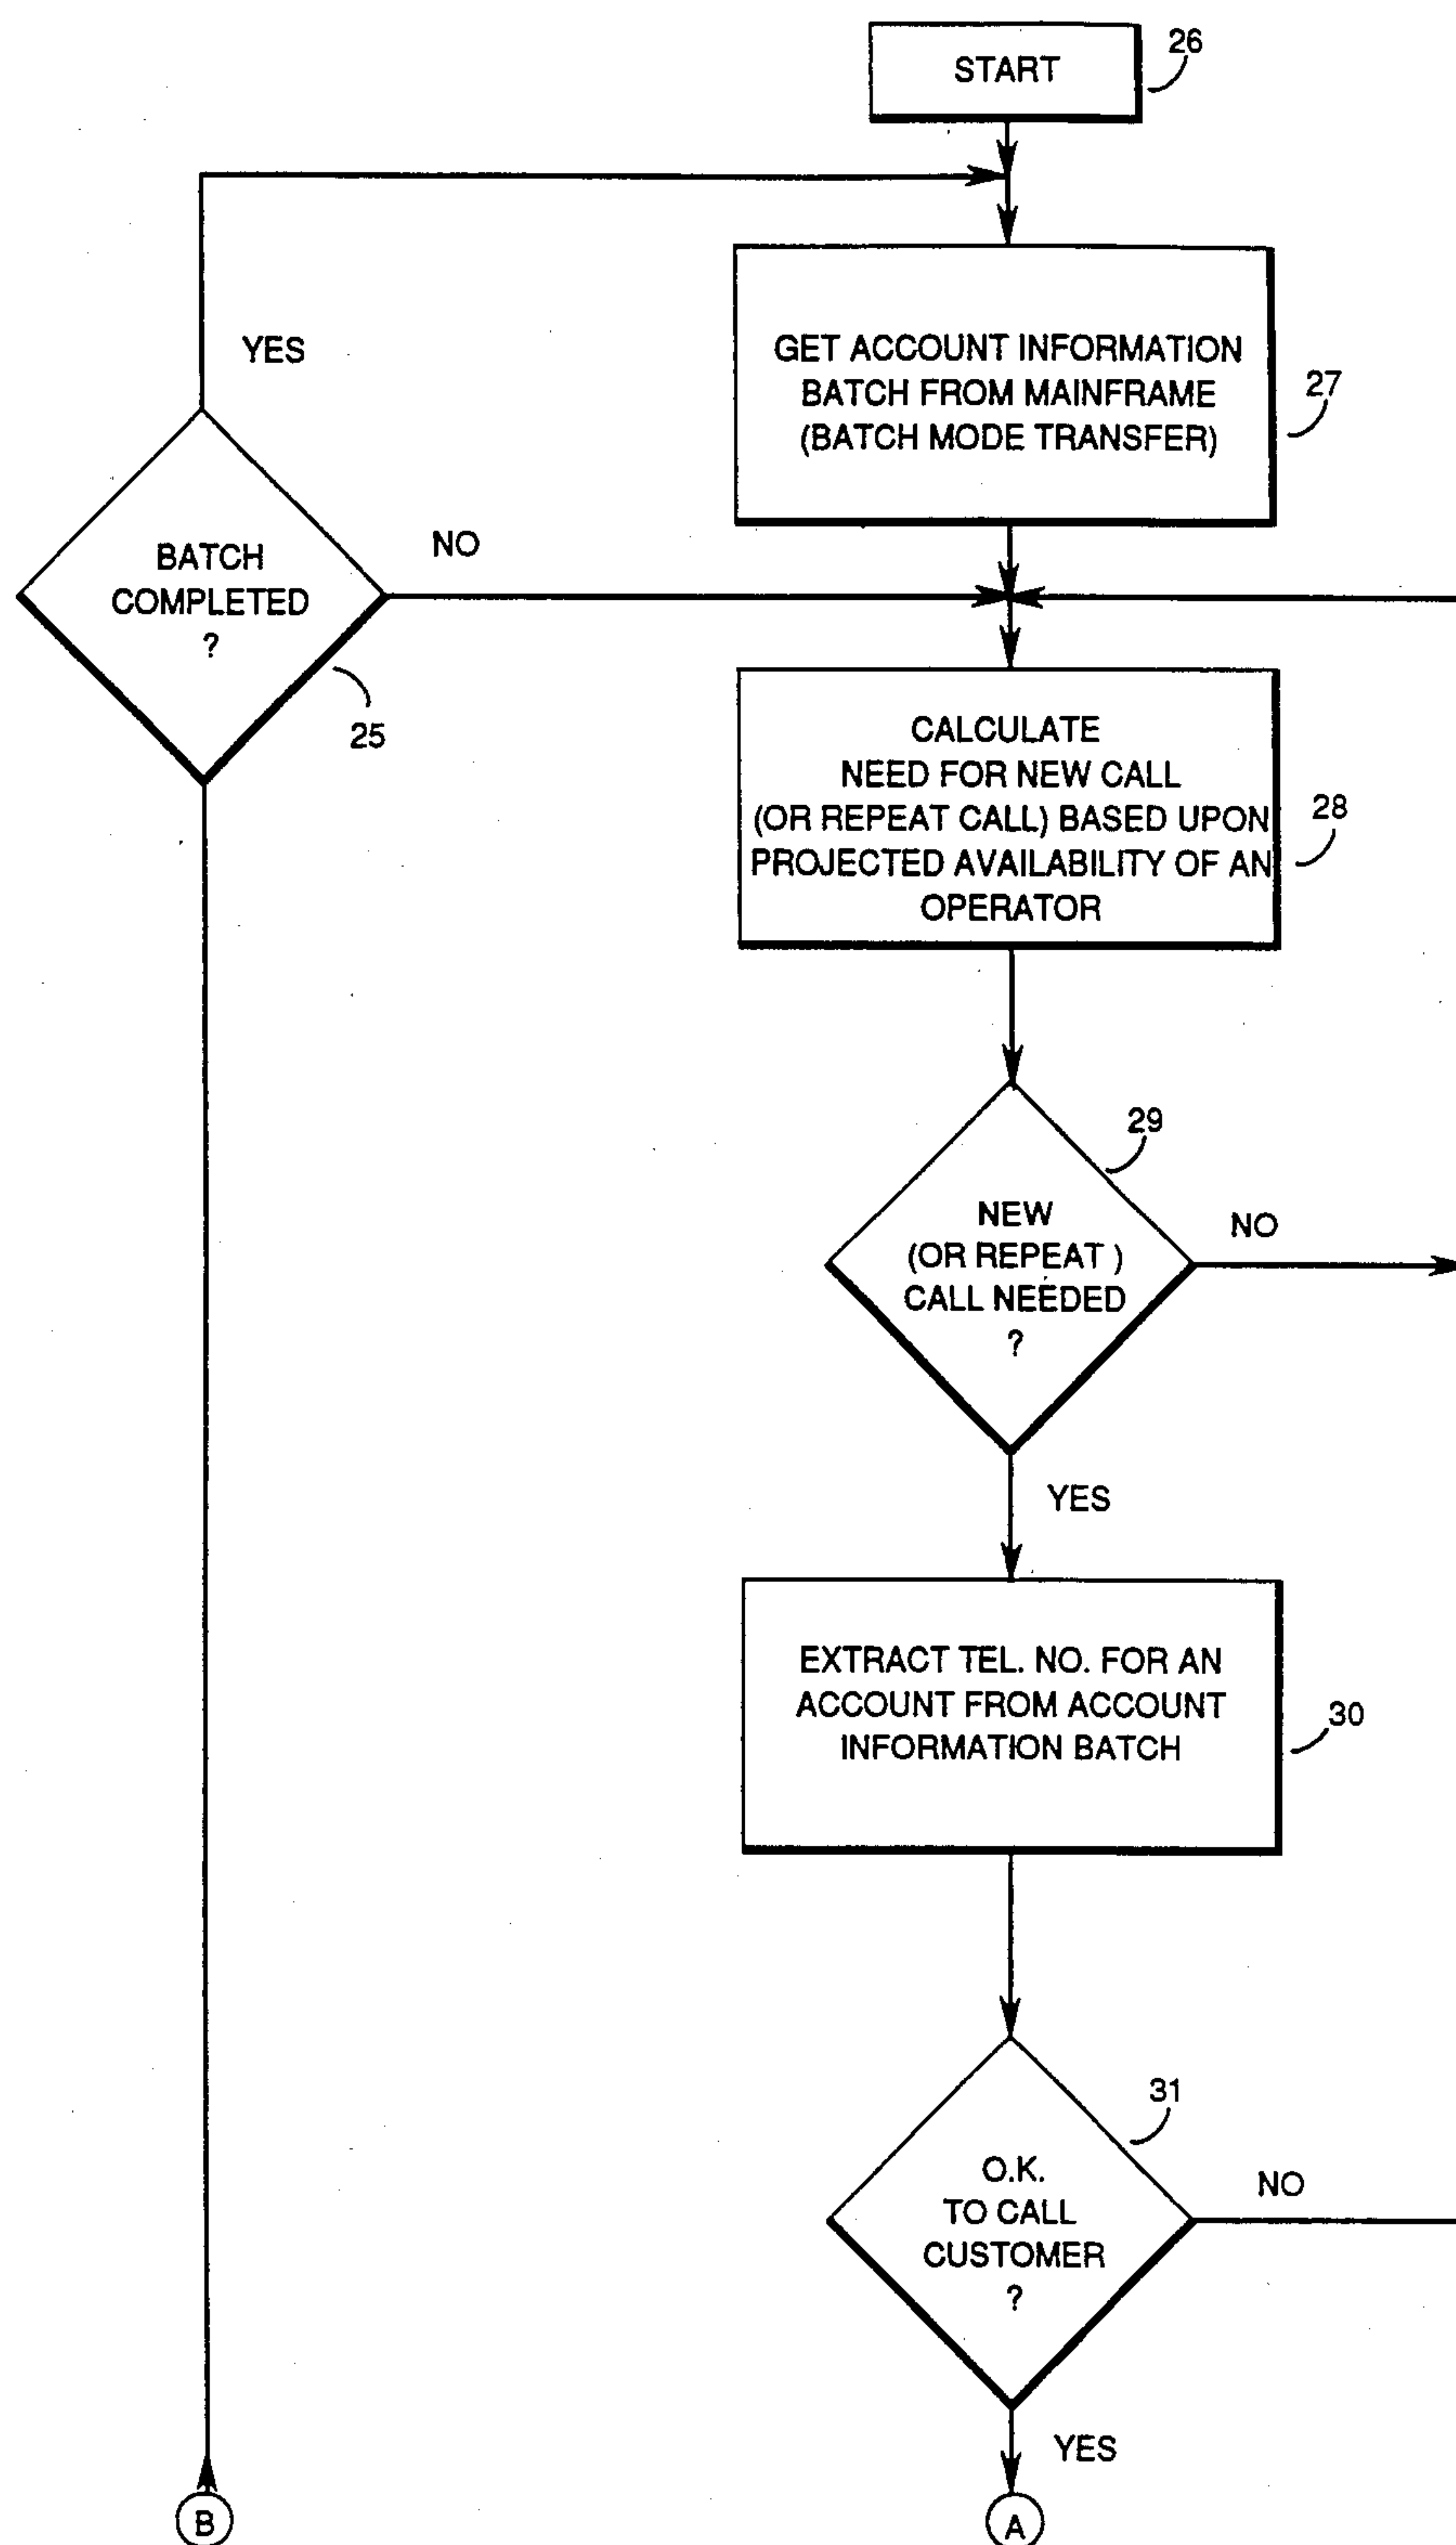 START
26
GET ACCOUNT INFORMATION
BATCH FROM MAINFRAME
(BATCH MODE TRANSFER)
27
YES
BATCH
COMPLETED
?
25
NO
CALCULATE
NEED FOR NEW CALL
(OR REPEAT CALL) BASED UPON
PROJECTED AVAILABILITY OF AN
OPERATOR
28
29
NEW
(OR REPEAT )
CALL NEEDED
?
NO
YES
EXTRACT TEL. NO. FOR AN
ACCOUNT FROM ACCOUNT
INFORMATION BATCH
30
31
O.K.
TO CALL
CUSTOMER
?
NO
YES
B
A